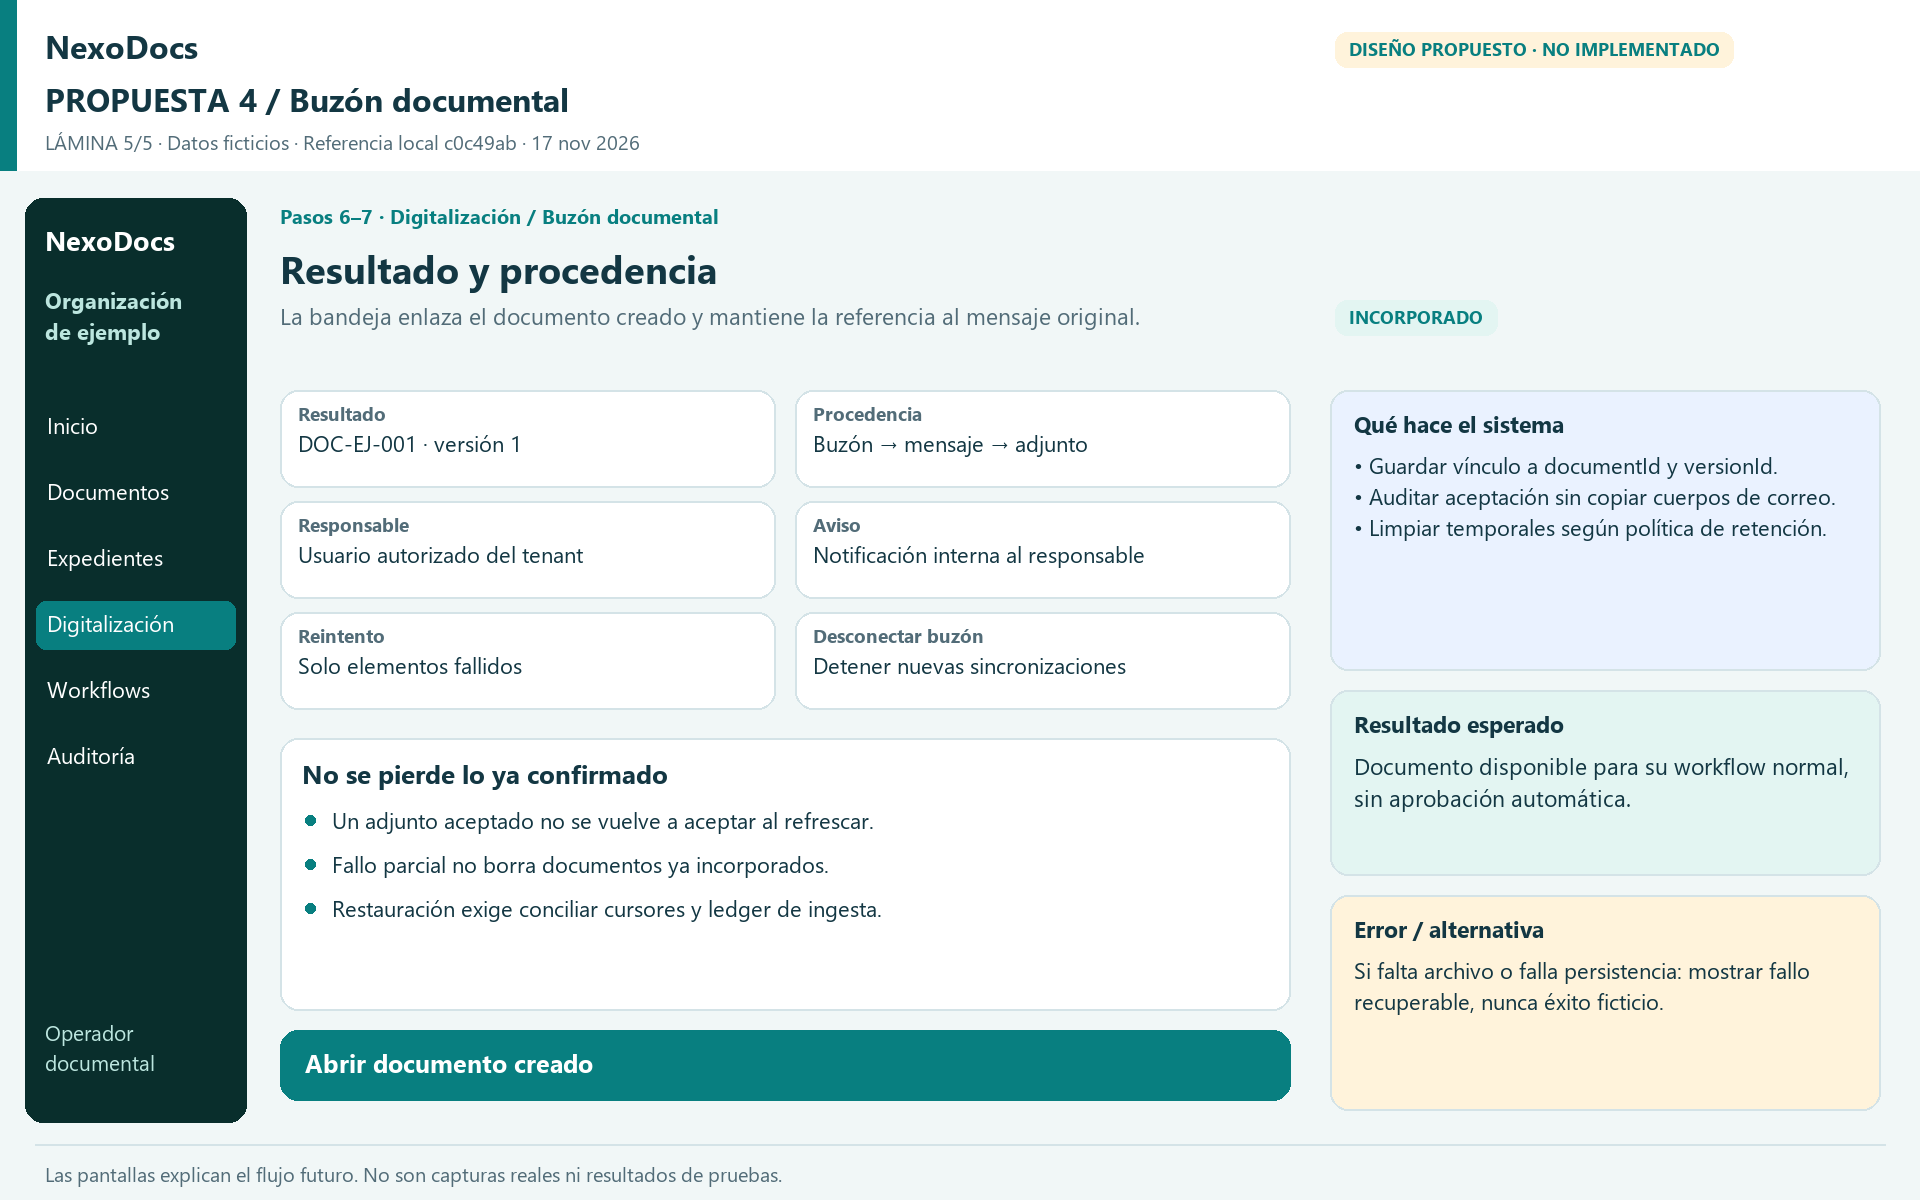 NexoDocs
DISEÑO PROPUESTO · NO IMPLEMENTADO
PROPUESTA 4 / Buzón documental
LÁMINA 5/5 · Datos ficticios · Referencia local c0c49ab · 17 nov 2026
NexoDocs
Organización
de ejemplo
Inicio
Documentos
Expedientes
Digitalización
Workflows
Auditoría
Operador
documental
Pasos 6–7 · Digitalización / Buzón documental
Resultado y procedencia
La bandeja enlaza el documento creado y mantiene la referencia al mensaje original.
INCORPORADO
Resultado
DOC-EJ-001 · versión 1
Procedencia
Buzón → mensaje → adjunto
Responsable
Usuario autorizado del tenant
Aviso
Notificación interna al responsable
Reintento
Solo elementos fallidos
Desconectar buzón
Detener nuevas sincronizaciones
No se pierde lo ya confirmado
Un adjunto aceptado no se vuelve a aceptar al refrescar.
Fallo parcial no borra documentos ya incorporados.
Restauración exige conciliar cursores y ledger de ingesta.
Abrir documento creado
Qué hace el sistema
• Guardar vínculo a documentId y versionId.
• Auditar aceptación sin copiar cuerpos de correo.
• Limpiar temporales según política de retención.
Resultado esperado
Documento disponible para su workflow normal,
sin aprobación automática.
Error / alternativa
Si falta archivo o falla persistencia: mostrar fallo
recuperable, nunca éxito ficticio.
Las pantallas explican el flujo futuro. No son capturas reales ni resultados de pruebas.